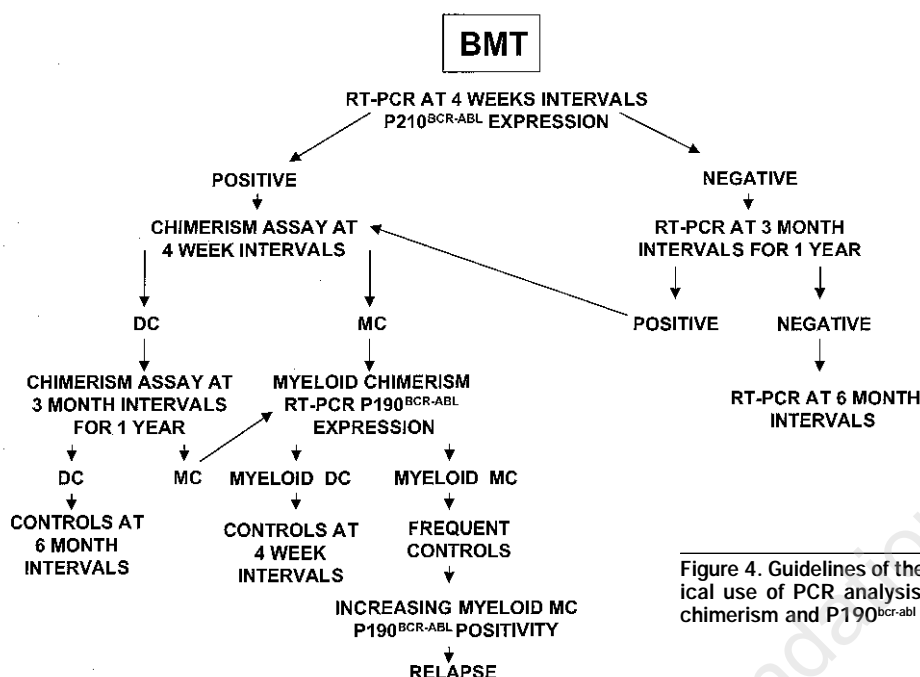 BMT
RT-PCR AT 4 WEEKS INTERVALS
P210BCR-ABL EXPRESSION
POSITIVE
NEGATIVE
CHIMERISM ASSAY AT
4 WEEK INTERVALS
RT-PCR AT 3 MONTH
INTERVALS FOR 1 YEAR
DC
MC
POSITIVE
NEGATIVE
CHIMERISM ASSAY AT
3 MONTH INTERVALS
FOR 1 YEAR
MYELOID CHIMERISM
RT-PCR P190BCR-ABL
EXPRESSION
RT-PCR AT 6 MONTH
INTERVALS
DC
MC
MYELOID DC
MYELOID MC
CONTROLS AT
6 MONTH
INTERVALS
CONTROLS AT
4 WEEK
INTERVALS
FREQUENT
CONTROLS
INCREASING MYELOID MC
P190BCR-ABL POSITIVITY
RELAPSE
Figure 4. Guidelines of the
ical use of PCR analysis
chimerism and P190bcr-abl